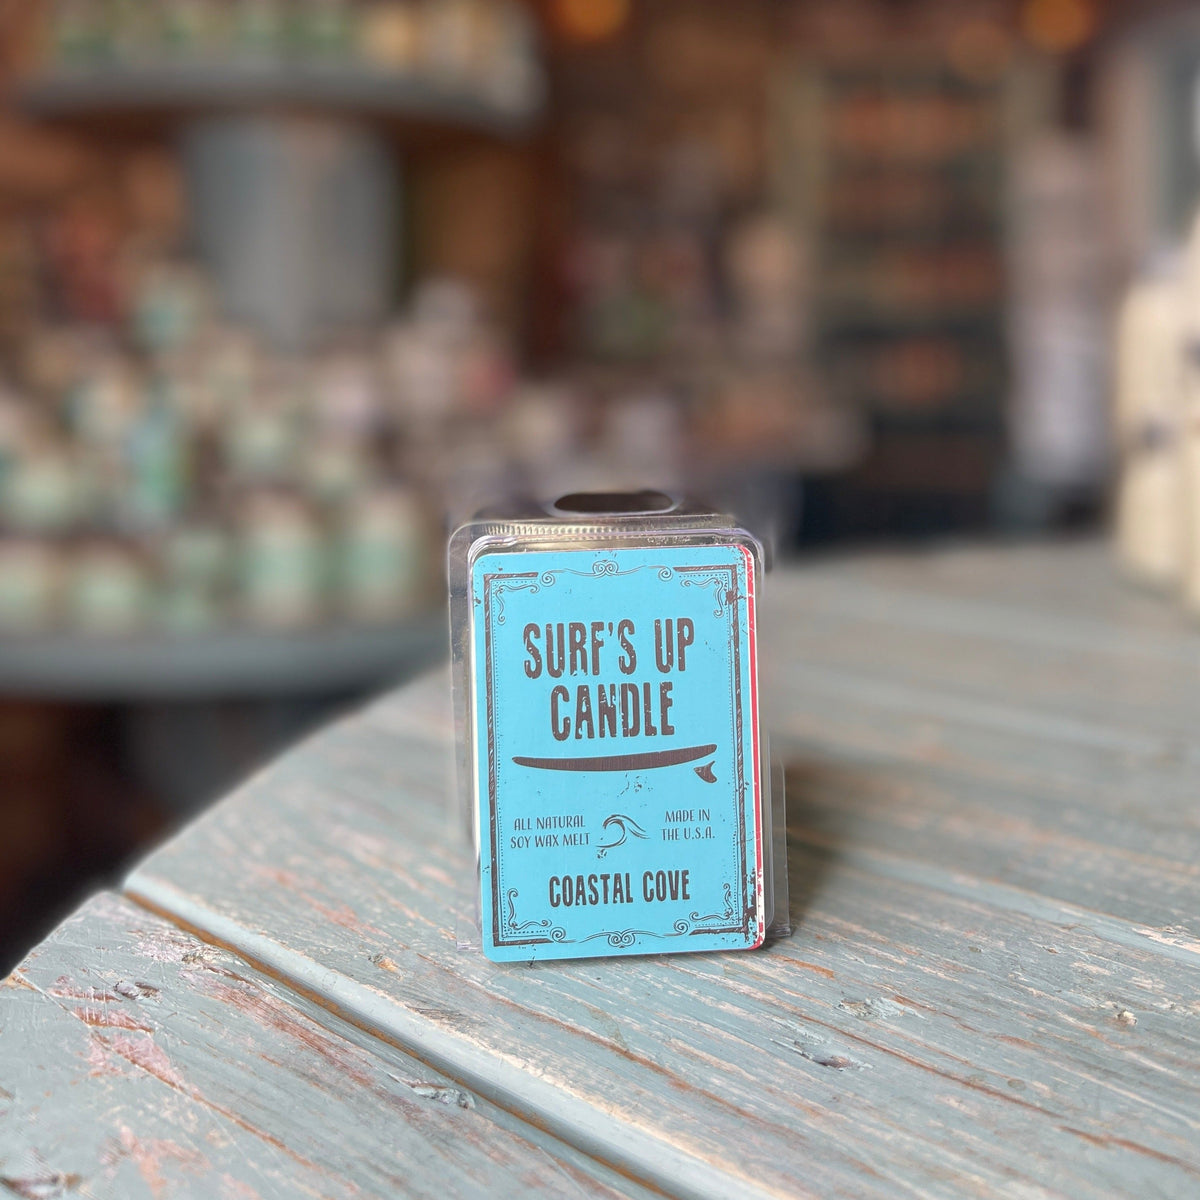 SURF'S UP
CANDLE
ALL NATURAL
SOY WAX MELT
MADE IN
THE U.S.A.
COASTAL COVE